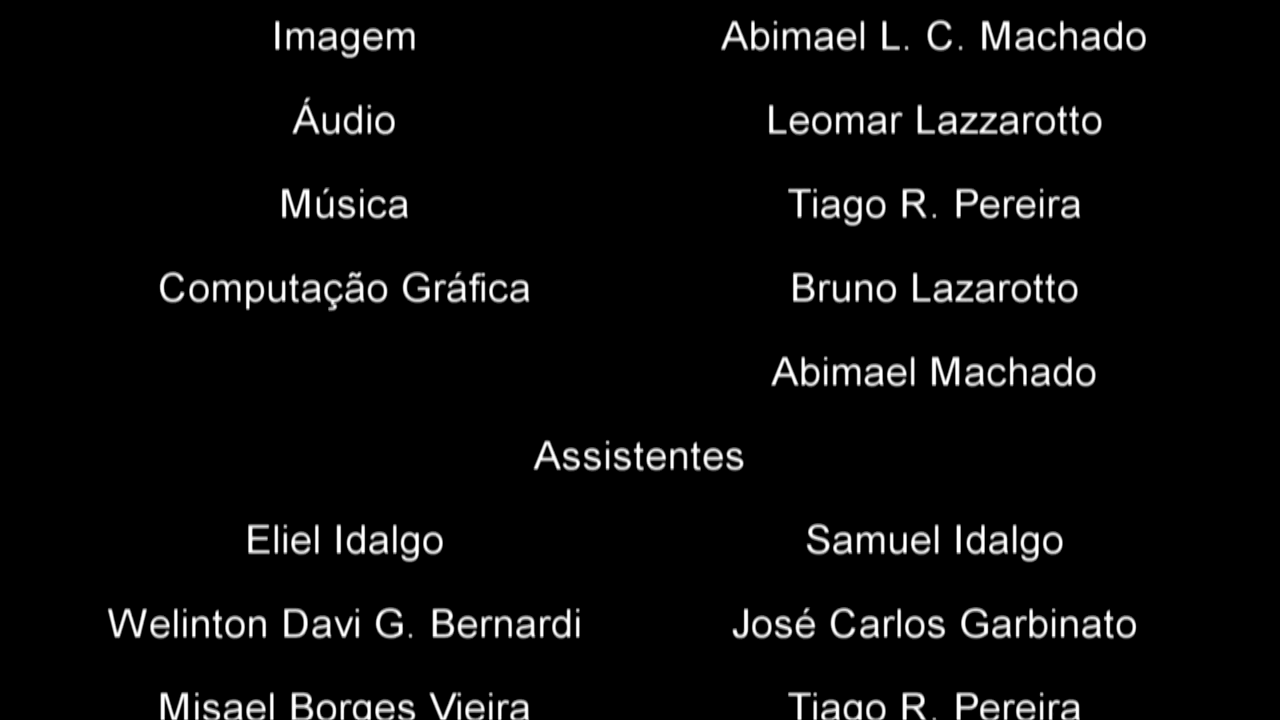 Imagem Abimael L. C. Machado
Áudio Leomar Lazzarotto
Música Tiago R. Pereira
Computação Gráfica Bruno Lazarotto
Abimael Machado
Assistentes
Eliel Idalgo Samuel Idalgo
Welinton Davi G. Bernardi José Carlos Garbinato
Misael Borges Vieira Tiago R. Pereira